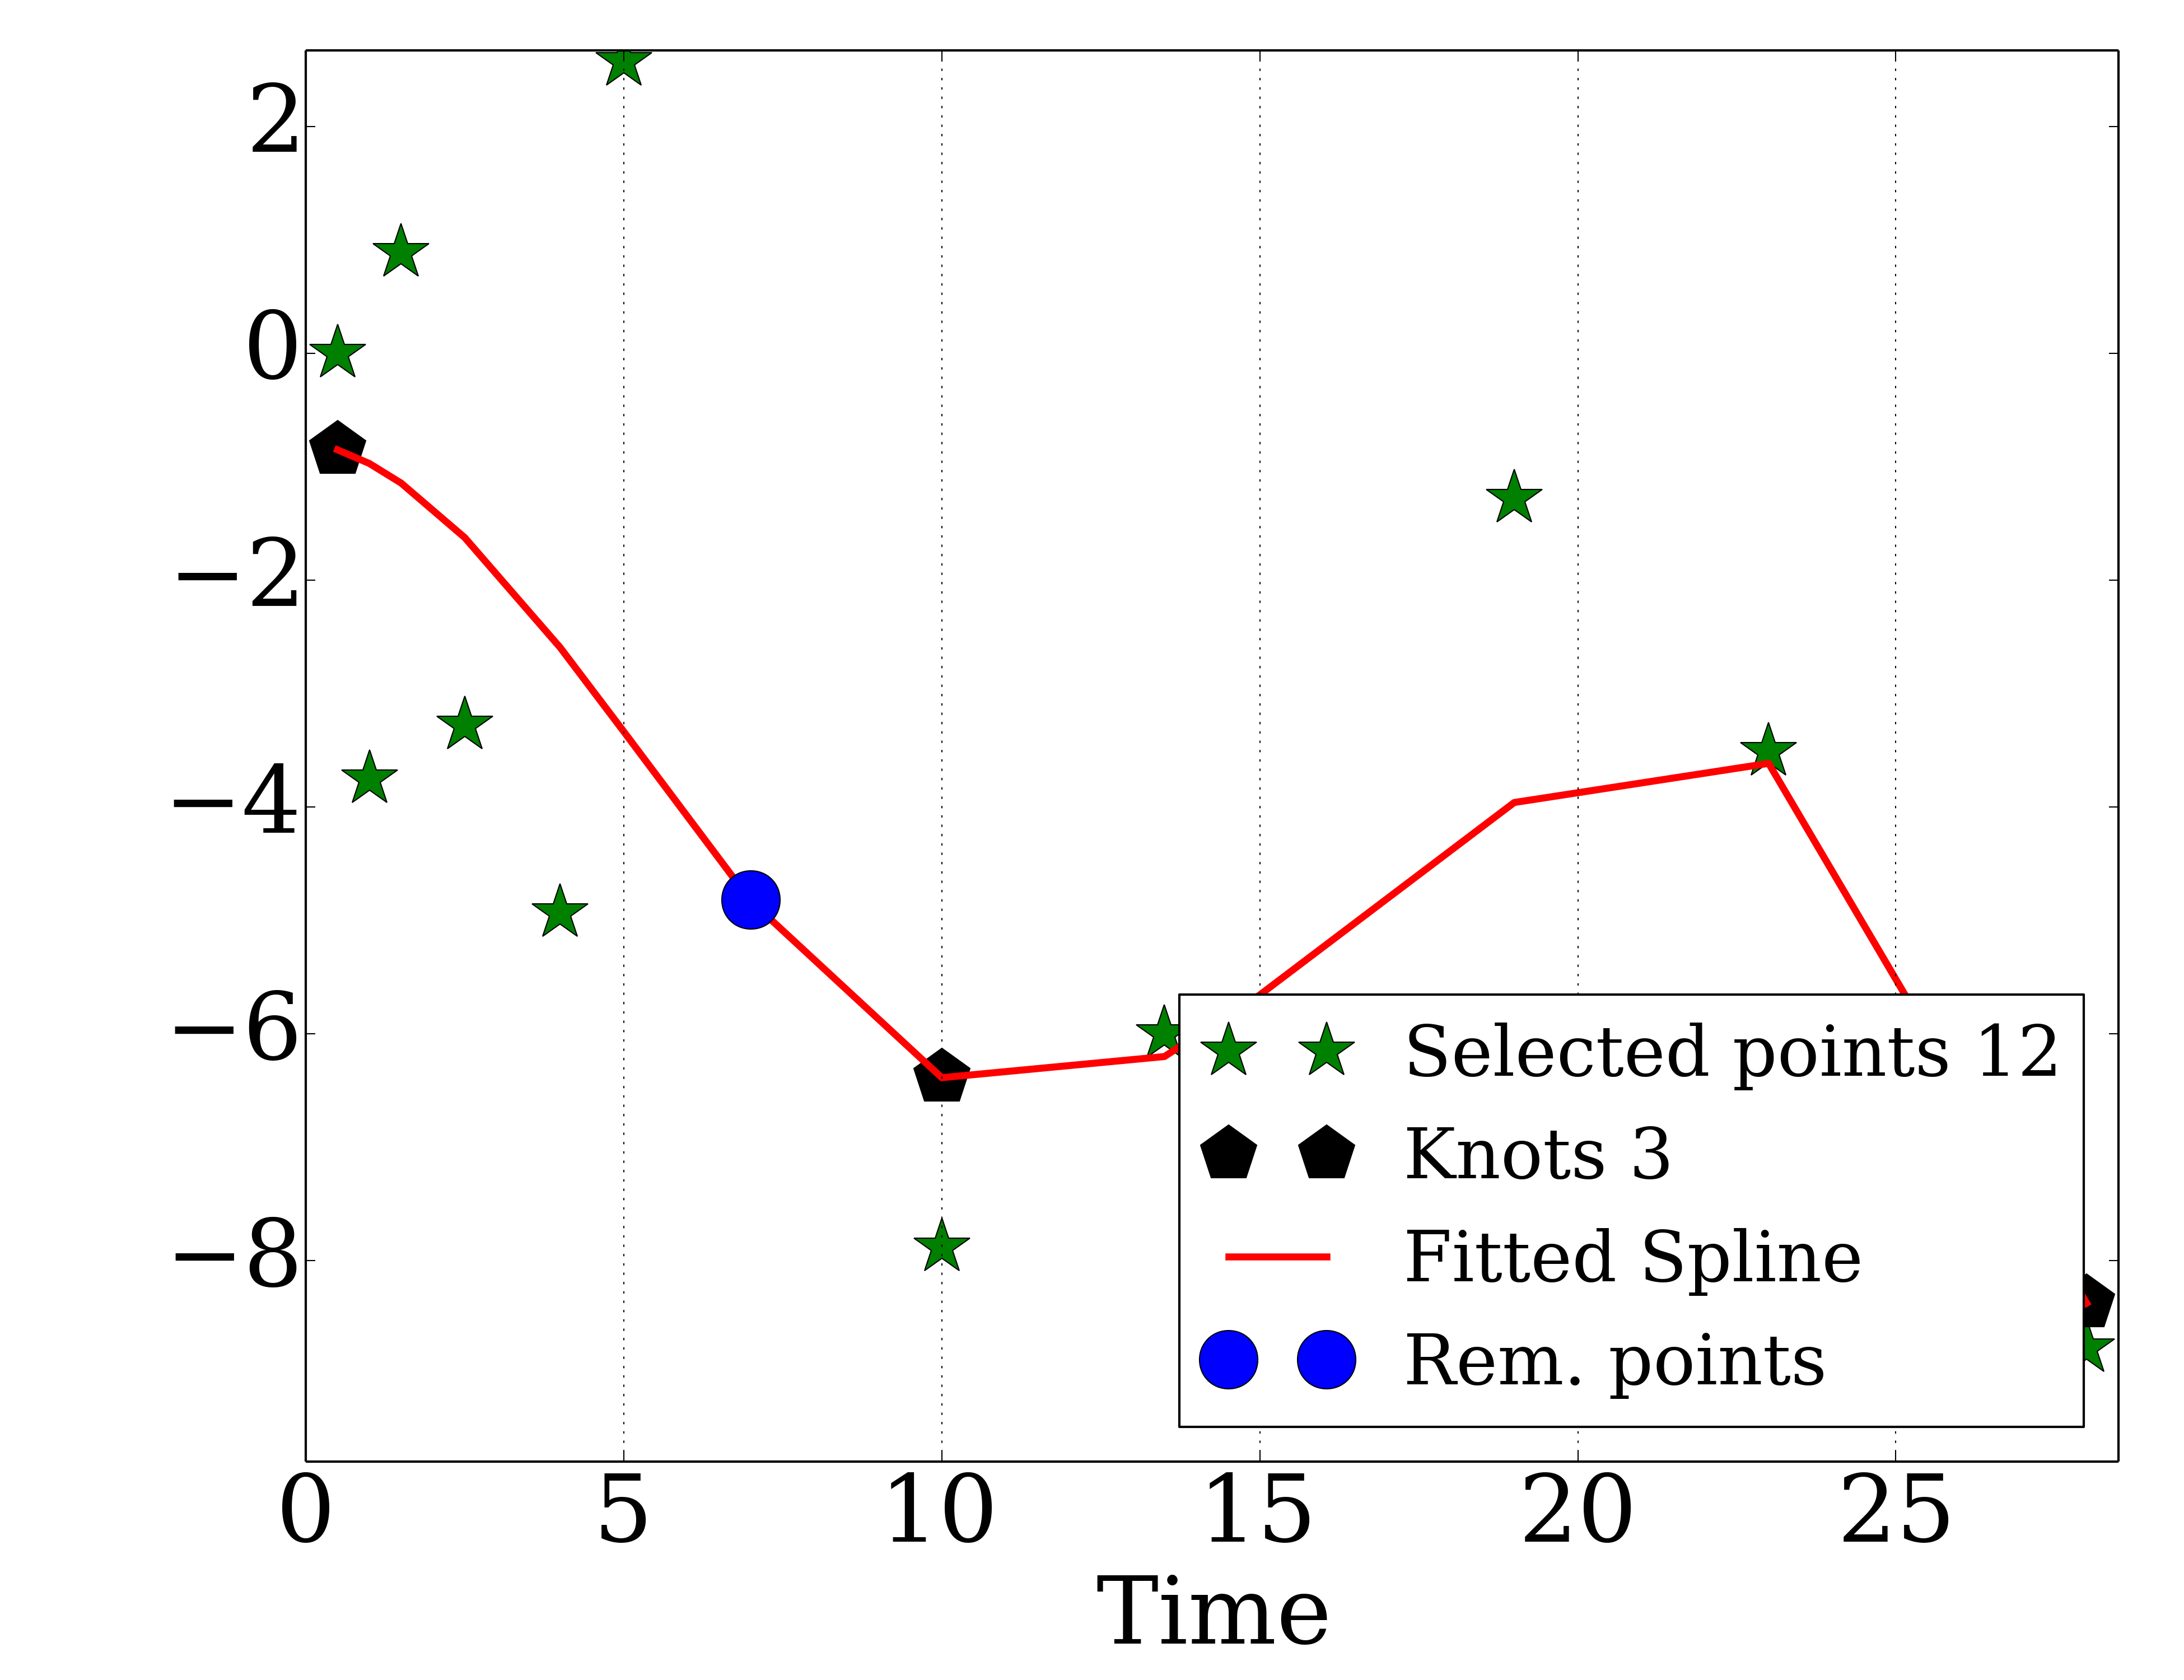 2
0
−2
−4
−6
−8
Selected points 12
Knots 3
Fitted Spline
Rem. points
0 5 10 15 20 25
Time